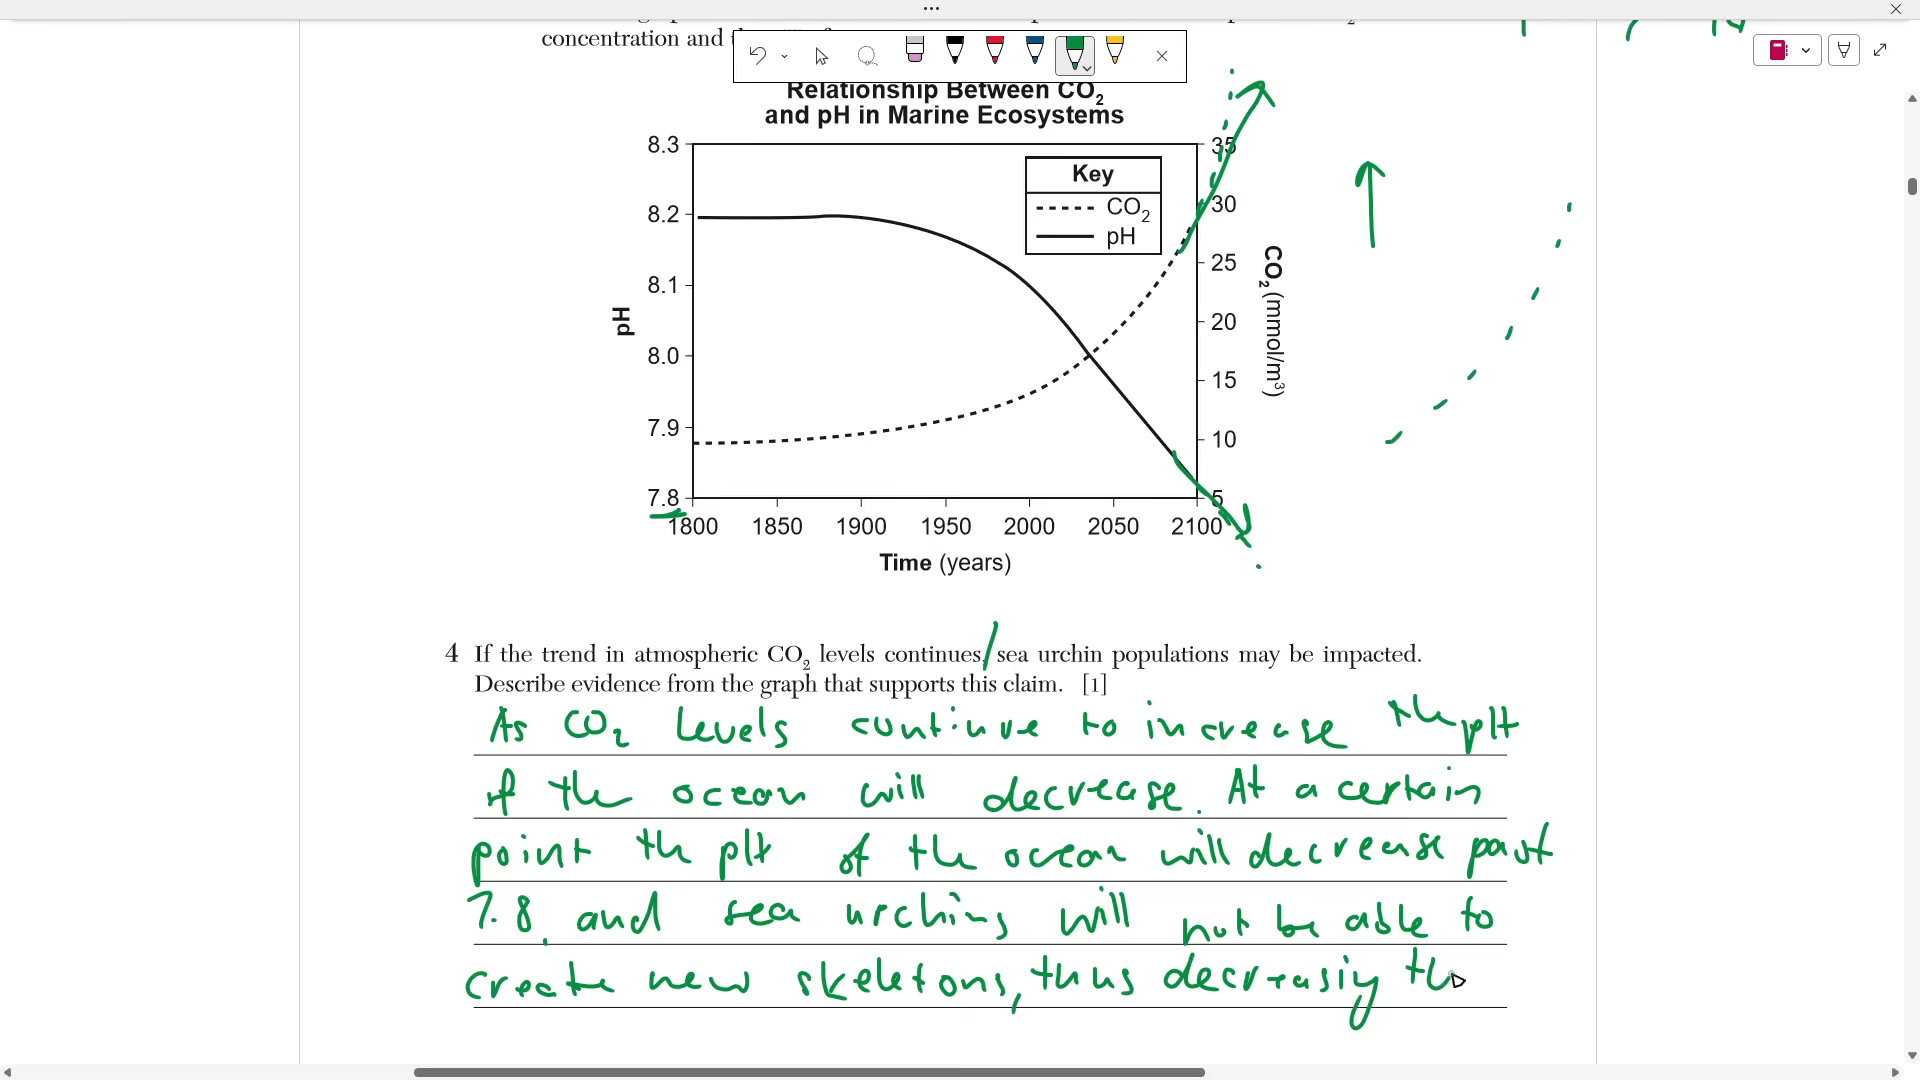 concentration and
Relationship Between CO₂
and pH in Marine Ecosystems
8.3
8.2
8.1
8.0
7.9
7.8
pH
Key
CO₂
pH
35
30
25
20
15
10
5
CO₂ (mmol/m³)
1800 1850 1900 1950 2000 2050 2100
Time (years)
4 If the trend in atmospheric CO₂ levels continues, sea urchin populations may be impacted.
Describe evidence from the graph that supports this claim. [1]
As CO₂ levels continue to increase the pH
of the ocean will decrease. At a certain
point the pH of the ocean will decrease past
7.8, and sea urchins will not be able to
create new skeletons, thus decreasing th